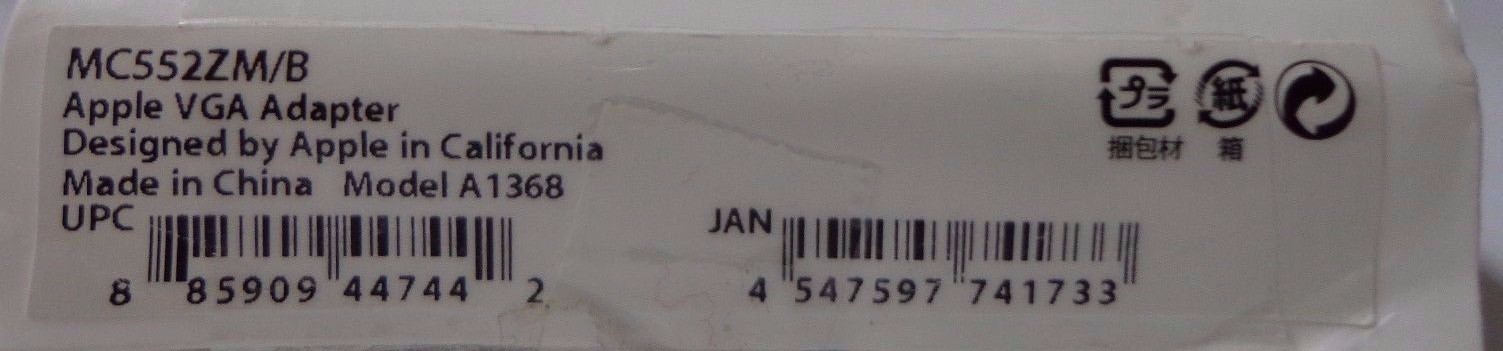 MC552ZM/B
Apple VGA Adapter
Designed by Apple in California
Made in China Model A1368
UPC
8 85909 44744 2
JAN
4 547597 741733
プラ 紙
捆包材 箱